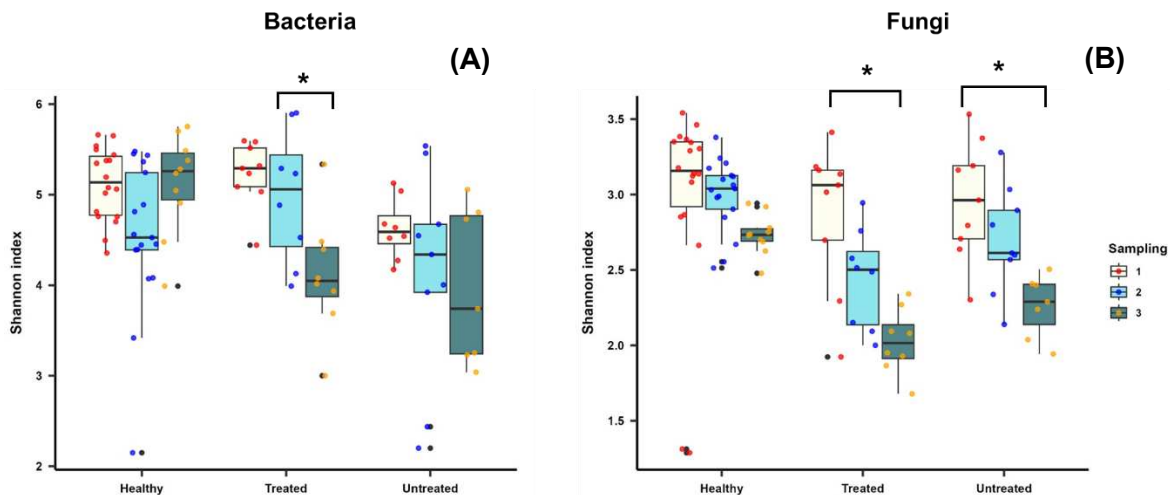 Bacteria
(A)
*
Shannon index
6
5
4
3
2
Healthy
Treated
Untreated
Fungi
(B)
*
*
Shannon index
3.5
3.0
2.5
2.0
1.5
Healthy
Treated
Untreated
Sampling
1
2
3